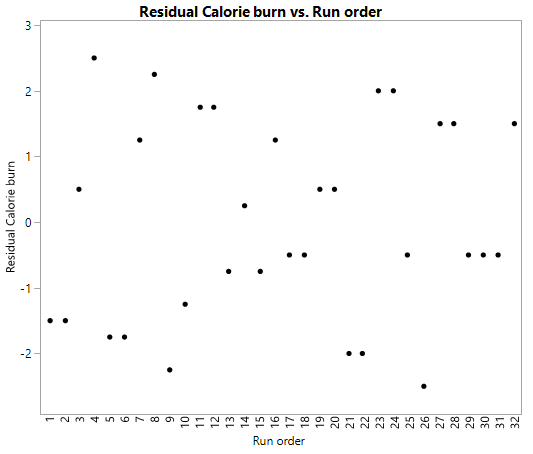 Residual Calorie burn vs. Run order
3
2
1
0
-1
-2
Residual Calorie burn
1 2 3 4 5 6 7 8 9 10 11 12 13 14 15 16 17 18 19 20 21 22 23 24 25 26 27 28 29 30 31 32
Run order